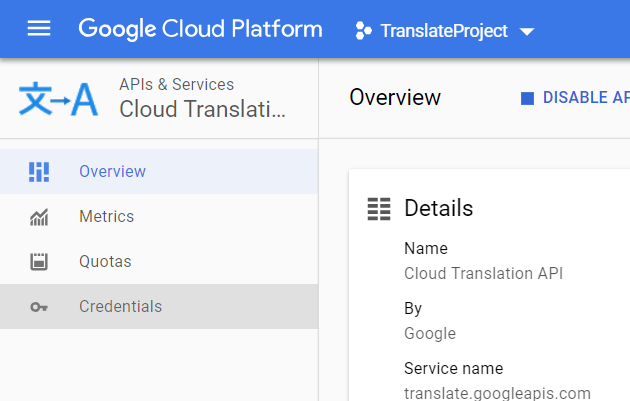 Google Cloud Platform
TranslateProject
文 A
APIs & Services
Cloud Translati...
Overview
Metrics
Quotas
Credentials
Overview
DISABLE AP
Details
Name
Cloud Translation API
By
Google
Service name
translate.googleapis.com